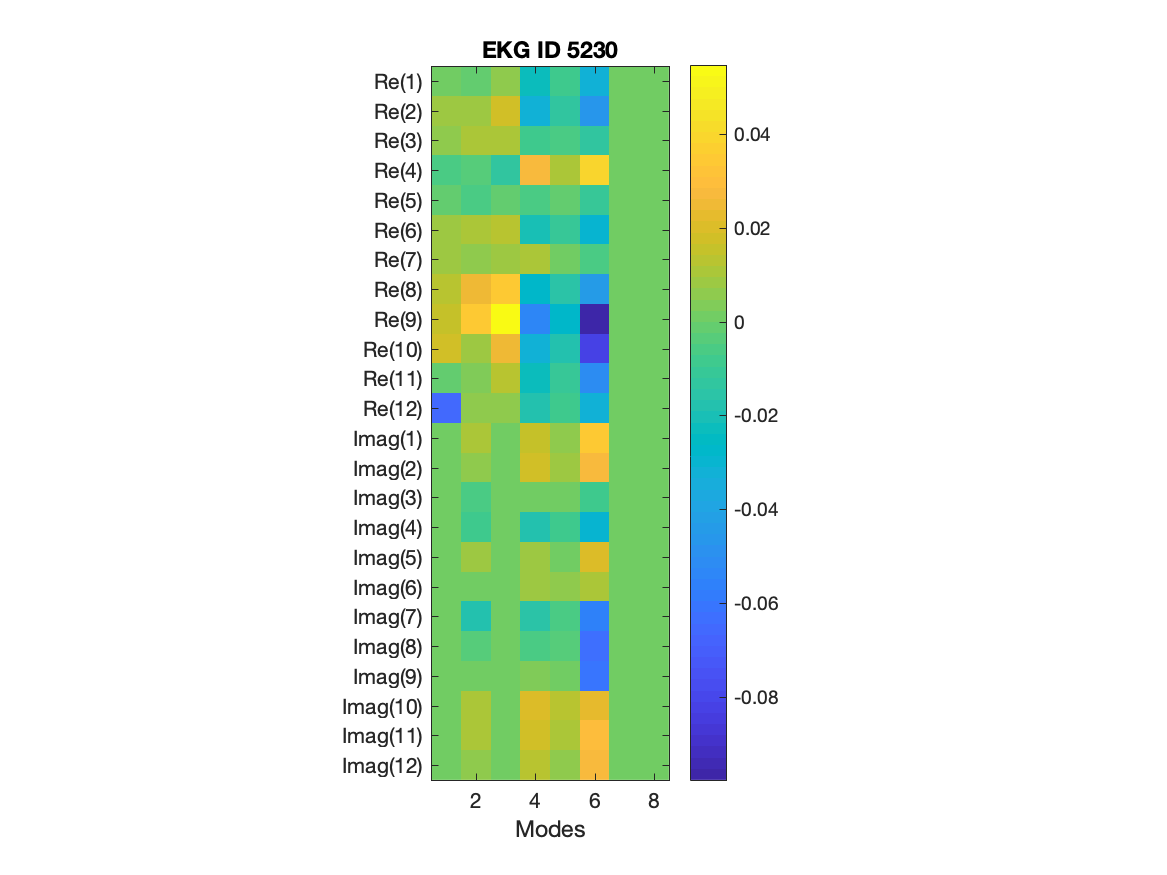 EKG ID 5230
Re(1)
Re(2)
Re(3)
Re(4)
Re(5)
Re(6)
Re(7)
Re(8)
Re(9)
Re(10)
Re(11)
Re(12)
Imag(1)
Imag(2)
Imag(3)
Imag(4)
Imag(5)
Imag(6)
Imag(7)
Imag(8)
Imag(9)
Imag(10)
Imag(11)
Imag(12)
2 4 6 8
Modes
0.04
0.02
0
-0.02
-0.04
-0.06
-0.08